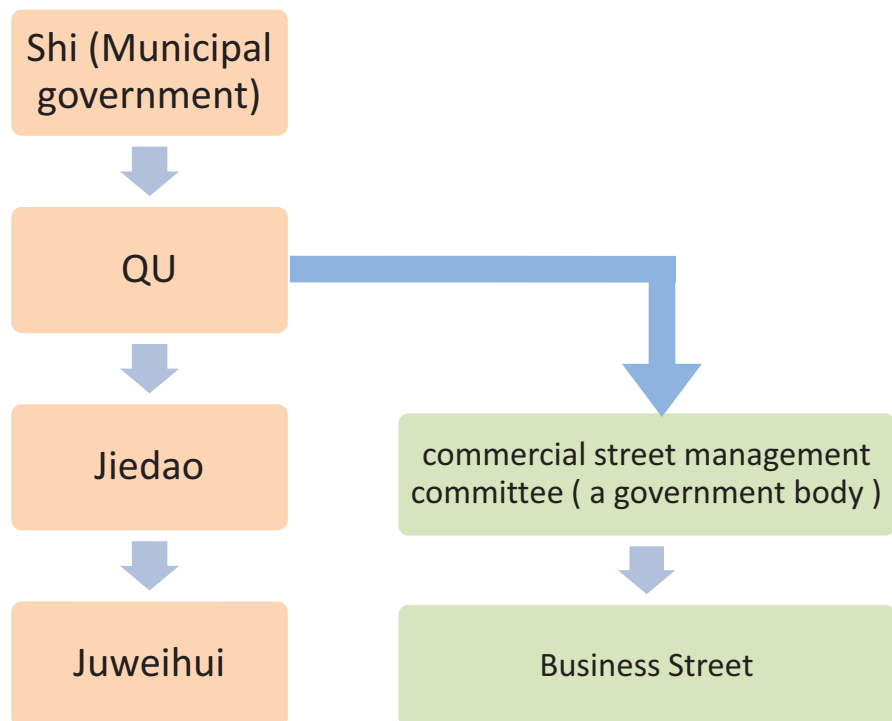 Shi (Municipal
government)
QU
Jiedao
commercial street management
committee ( a government body )
Juweihui
Business Street